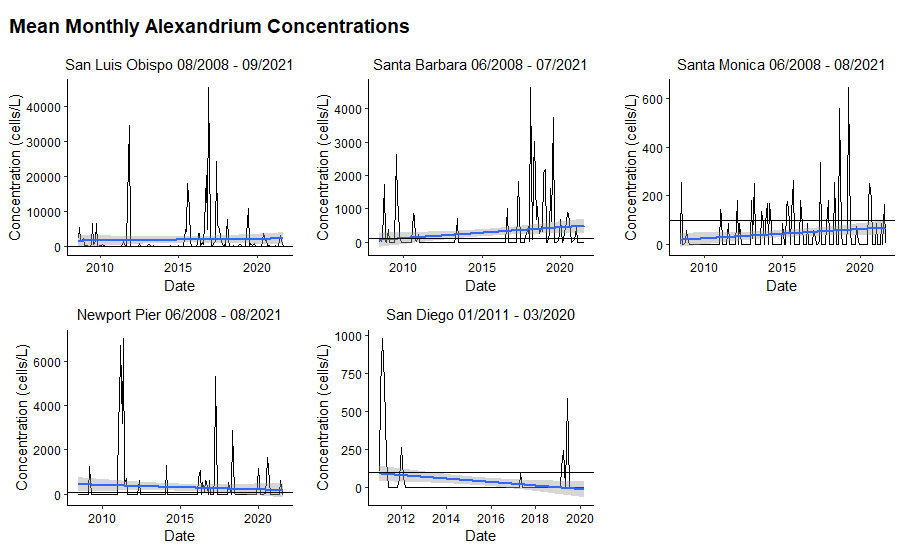 Mean Monthly Alexandrium Concentrations
San Luis Obispo 08/2008 - 09/2021
Concentration (cells/L)
40000
30000
20000
10000
0
2010 2015 2020
Date
Santa Barbara 06/2008 - 07/2021
Concentration (cells/L)
4000
3000
2000
1000
0
2010 2015 2020
Date
Santa Monica 06/2008 - 08/2021
Concentration (cells/L)
600
400
200
0
2010 2015 2020
Date
Newport Pier 06/2008 - 08/2021
Concentration (cells/L)
6000
4000
2000
0
2010 2015 2020
Date
San Diego 01/2011 - 03/2020
Concentration (cells/L)
1000
750
500
250
0
2012 2014 2016 2018 2020
Date